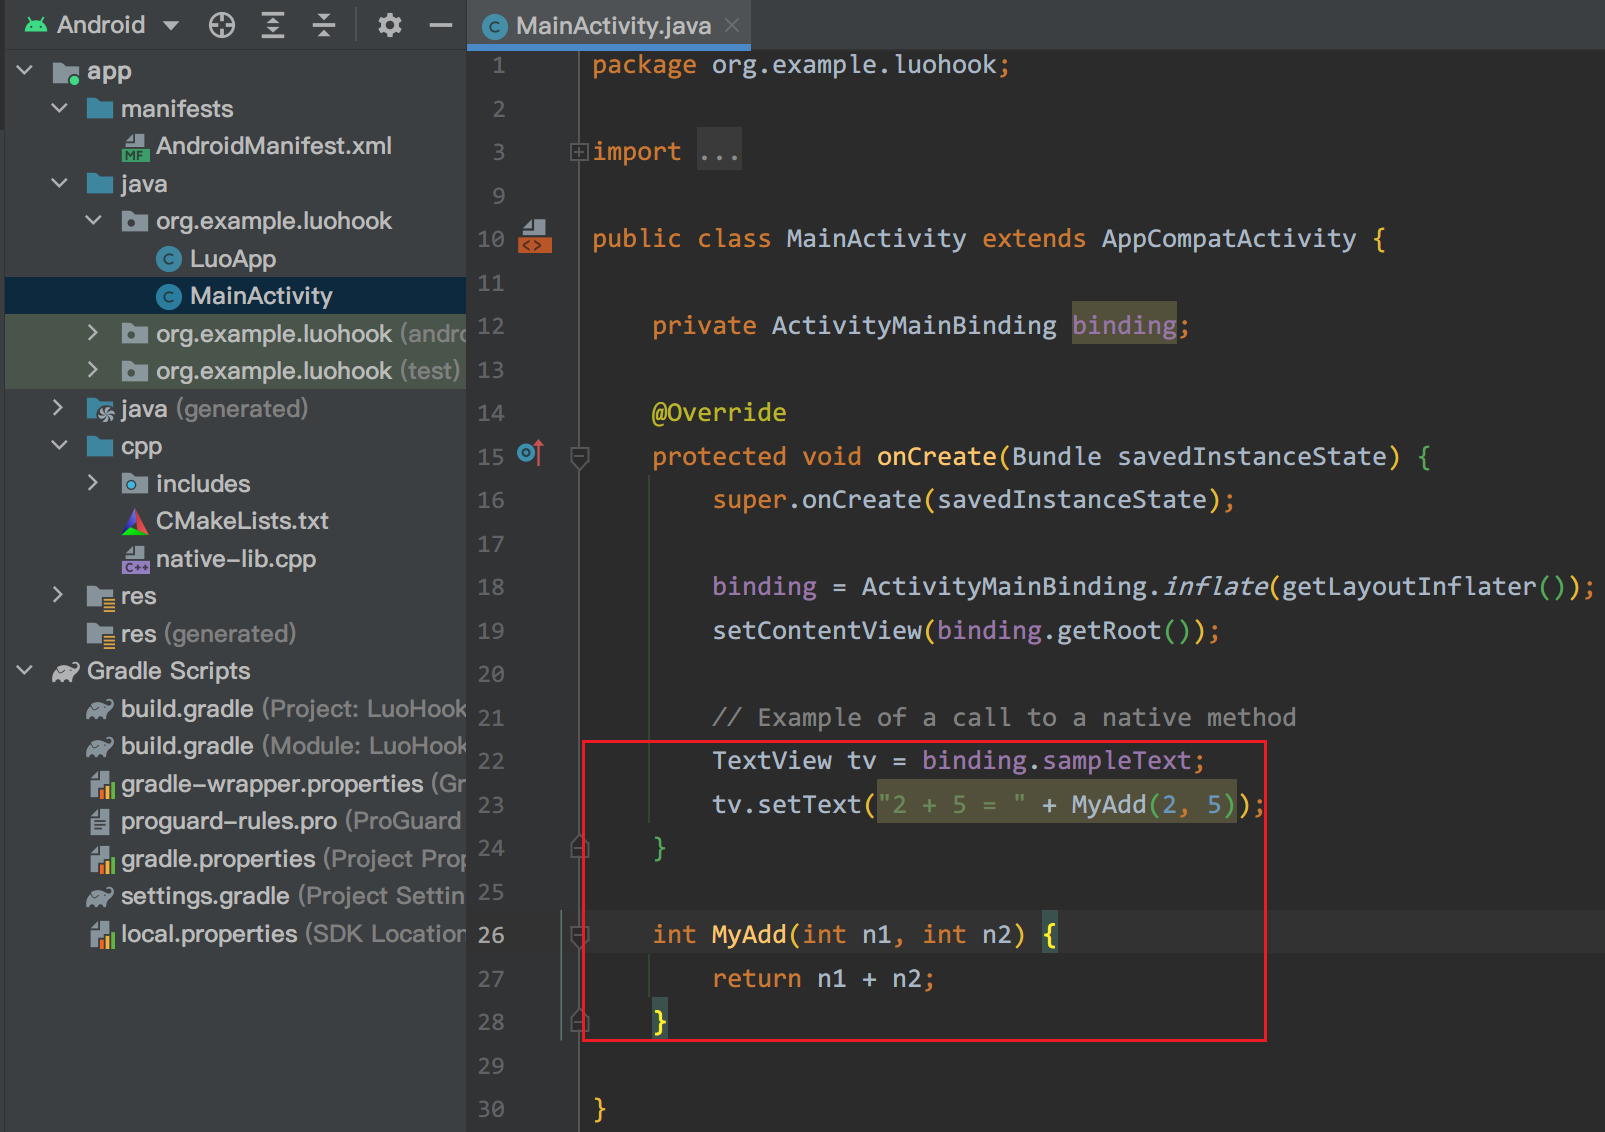 Android
app
manifests
AndroidManifest.xml
java
org.example.luohook
LuoApp
MainActivity
org.example.luohook (andro
org.example.luohook (test)
java (generated)
cpp
includes
CMakeLists.txt
native-lib.cpp
res
res (generated)
Gradle Scripts
build.gradle (Project: LuoHook
build.gradle (Module: LuoHook
gradle-wrapper.properties (Gr
proguard-rules.pro (ProGuard
gradle.properties (Project Prop
settings.gradle (Project Settin
local.properties (SDK Location
MainActivity.java
1 package org.example.luohook;
2
3 import ...
9
10 public class MainActivity extends AppCompatActivity {
11
12 private ActivityMainBinding binding;
13
14 @Override
15 protected void onCreate(Bundle savedInstanceState) {
16 super.onCreate(savedInstanceState);
17
18 binding = ActivityMainBinding.inflate(getLayoutInflater());
19 setContentView(binding.getRoot());
20
21 // Example of a call to a native method
22 TextView tv = binding.sampleText;
23 tv.setText("2 + 5 = " + MyAdd(2, 5));
24 }
25
26 int MyAdd(int n1, int n2) {
27 return n1 + n2;
28 }
29
30 }